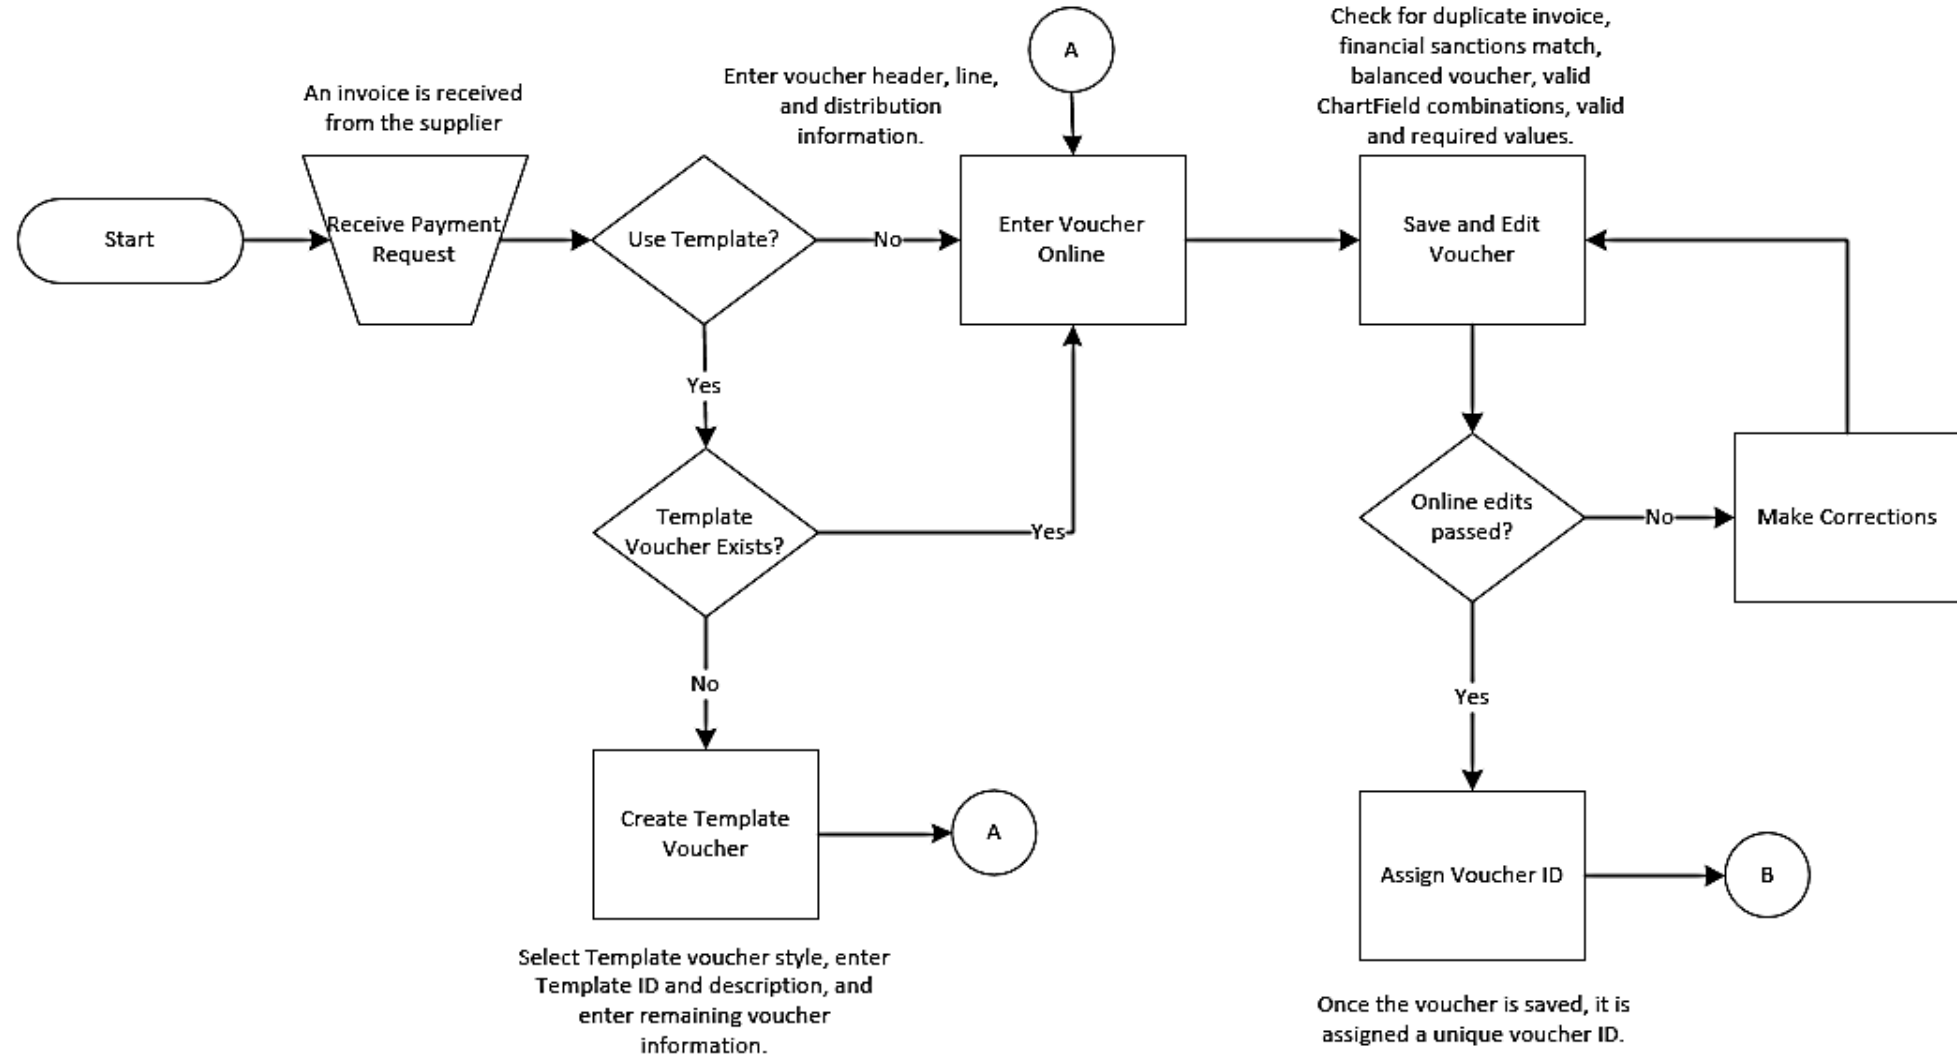 An invoice is received
from the supplier
Start
Receive Payment
Request
Use Template?
No
Yes
Enter voucher header, line,
and distribution
information.
A
Enter Voucher
Online
Check for duplicate invoice,
financial sanctions match,
balanced voucher, valid
ChartField combinations, valid
and required values.
Save and Edit
Voucher
Template
Voucher Exists?
Yes
No
Online edits
passed?
No
Make Corrections
Yes
Create Template
Voucher
A
Select Template voucher style, enter
Template ID and description, and
enter remaining voucher
information.
Assign Voucher ID
B
Once the voucher is saved, it is
assigned a unique voucher ID.